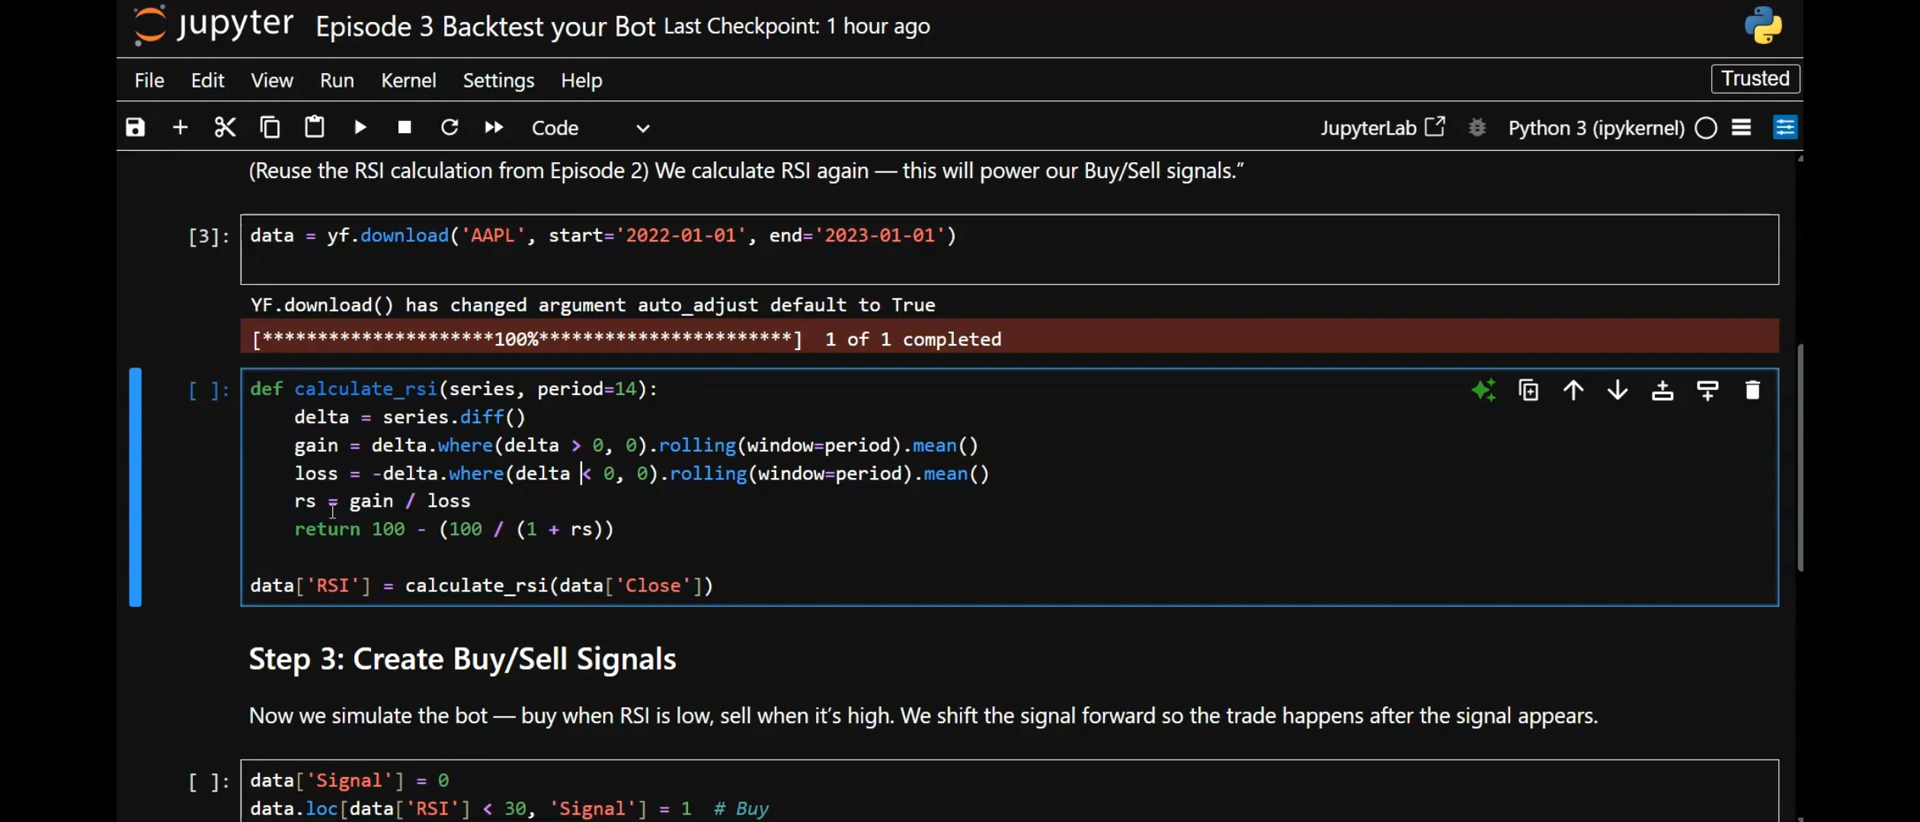 jupyter Episode 3 Backtest your Bot Last Checkpoint: 1 hour ago
File Edit View Run Kernel Settings Help Trusted
Code JupyterLab Python 3 (ipykernel)
(Reuse the RSI calculation from Episode 2) We calculate RSI again — this will power our Buy/Sell signals.”
[3]: data = yf.download('AAPL', start='2022-01-01', end='2023-01-01')
YF.download() has changed argument auto_adjust default to True
[*********************100%***********************]  1 of 1 completed
[ ]: def calculate_rsi(series, period=14):
    delta = series.diff()
    gain = delta.where(delta > 0, 0).rolling(window=period).mean()
    loss = -delta.where(delta < 0, 0).rolling(window=period).mean()
    rs = gain / loss
    return 100 - (100 / (1 + rs))
data['RSI'] = calculate_rsi(data['Close'])
Step 3: Create Buy/Sell Signals
Now we simulate the bot — buy when RSI is low, sell when it’s high. We shift the signal forward so the trade happens after the signal appears.
[ ]: data['Signal'] = 0
data.loc[data['RSI'] < 30, 'Signal'] = 1  # Buy